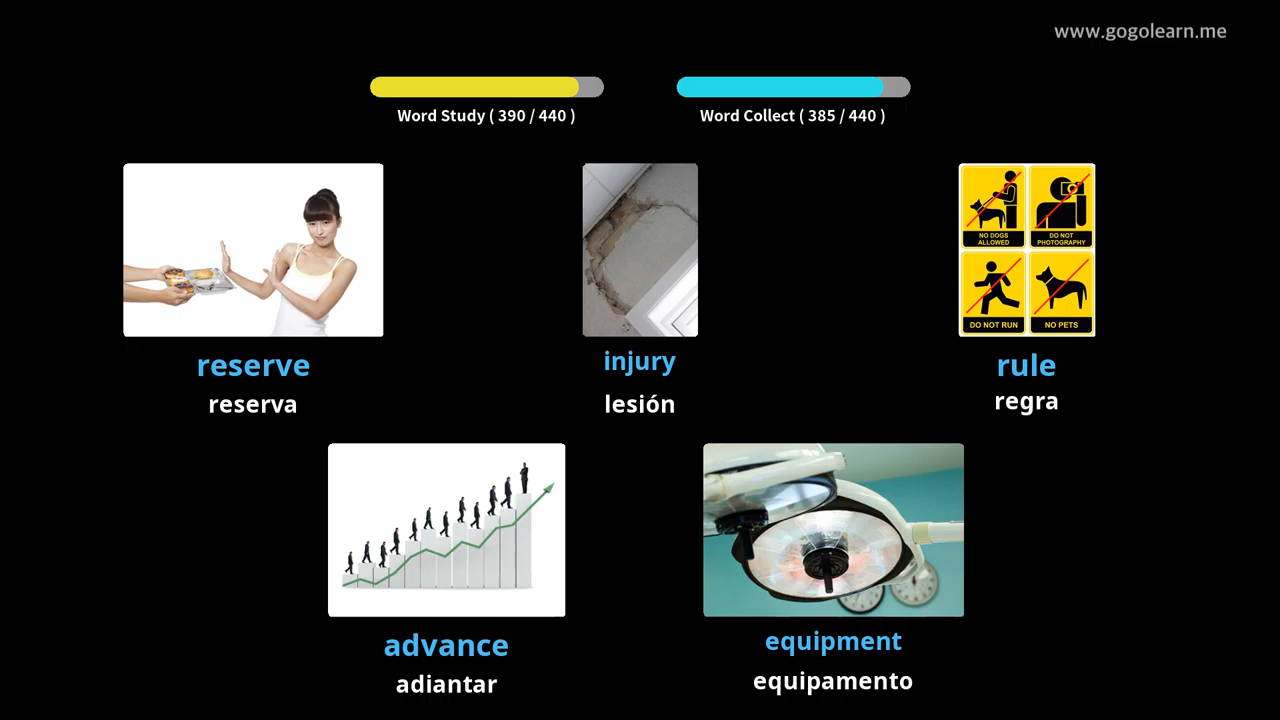 www.gogolearn.me
Word Study ( 390 / 440 )
Word Collect ( 385 / 440 )
NO DOGS
ALLOWED
DO NOT
PHOTOGRAPHY
DO NOT RUN
NO PETS
reserve
reserva
injury
lesión
rule
regra
advance
adiantar
equipment
equipamento